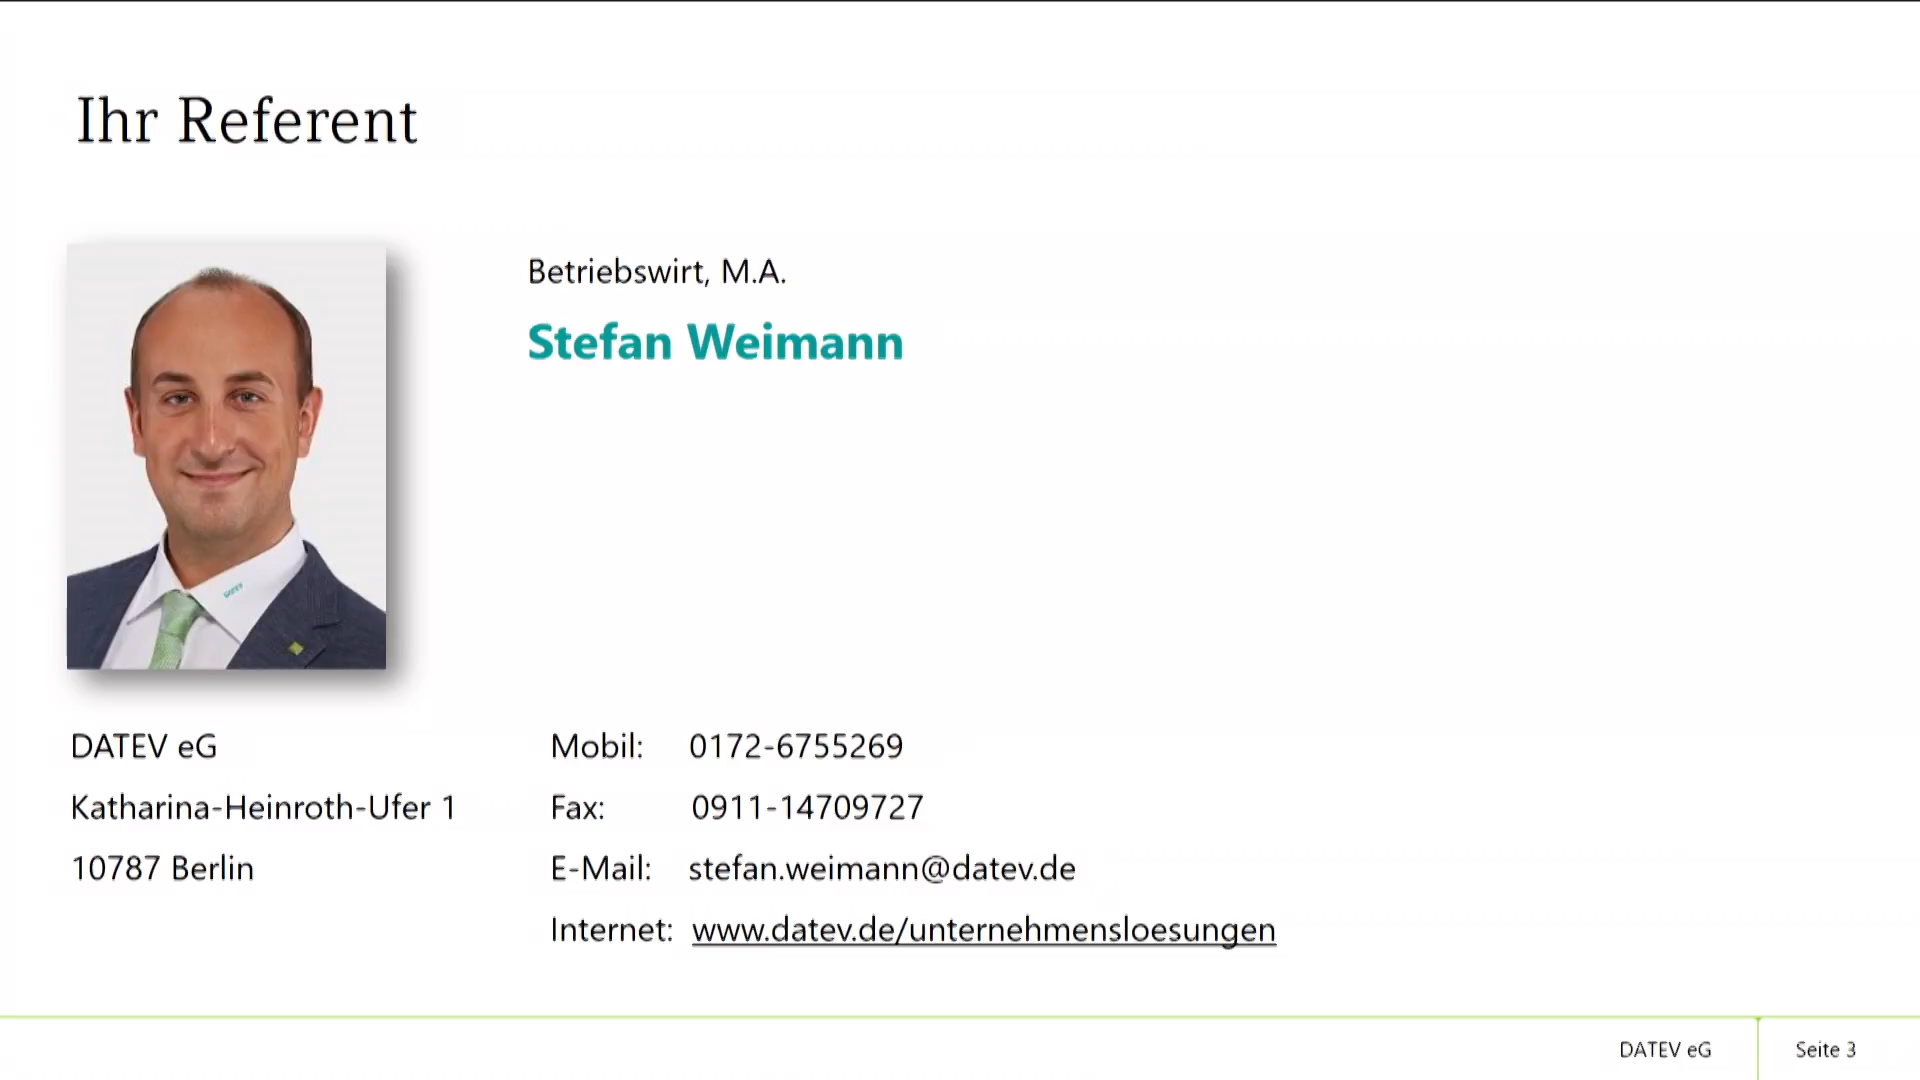 Ihr Referent
Betriebswirt, M.A.
Stefan Weimann
DATEV eG
Katharina-Heinroth-Ufer 1
10787 Berlin
Mobil: 0172-6755269
Fax: 0911-14709727
E-Mail: stefan.weimann@datev.de
Internet: www.datev.de/unternehmensloesungen
DATEV eG
Seite 3